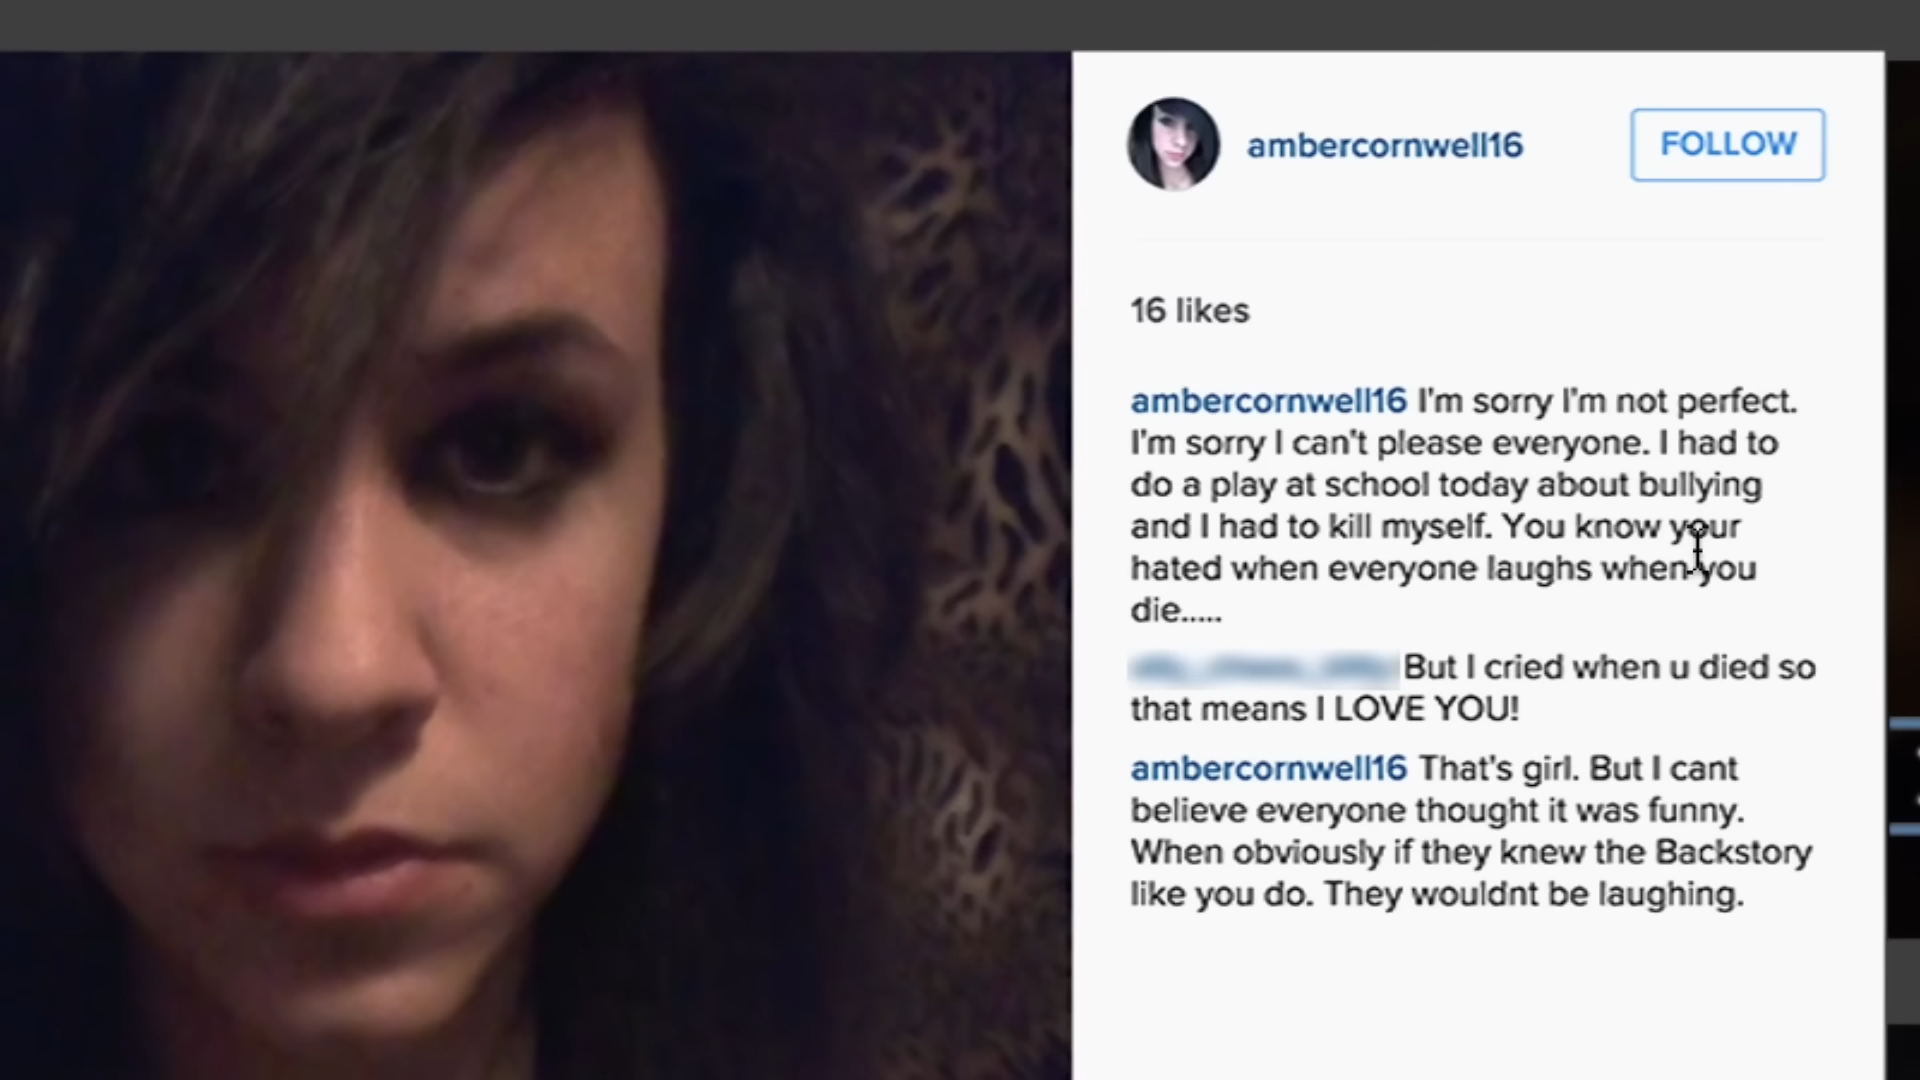 ambercornwell16 FOLLOW
16 likes
ambercornwell16 I'm sorry I'm not perfect.
I'm sorry I can't please everyone. I had to
do a play at school today about bullying
and I had to kill myself. You know your
hated when everyone laughs when you
die.....
But I cried when u died so
that means I LOVE YOU!
ambercornwell16 That's girl. But I cant
believe everyone thought it was funny.
When obviously if they knew the Backstory
like you do. They wouldnt be laughing.